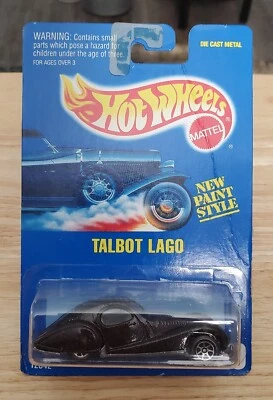 WARNING: Contains small
parts which pose a hazard for
children under the age of three.
FOR AGES OVER 3
DIE CAST METAL
Hot Wheels
MATTEL
NEW
PAINT
STYLE
TALBOT LAGO